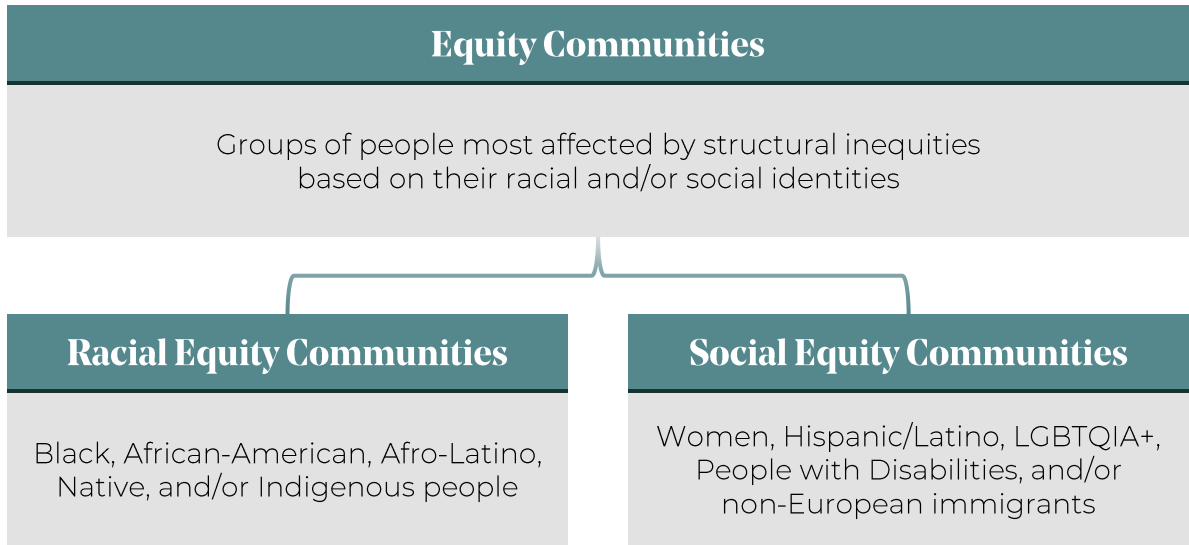 Equity Communities
Groups of people most affected by structural inequities
based on their racial and/or social identities
Racial Equity Communities
Black, African-American, Afro-Latino,
Native, and/or Indigenous people
Social Equity Communities
Women, Hispanic/Latino, LGBTQIA+,
People with Disabilities, and/or
non-European immigrants